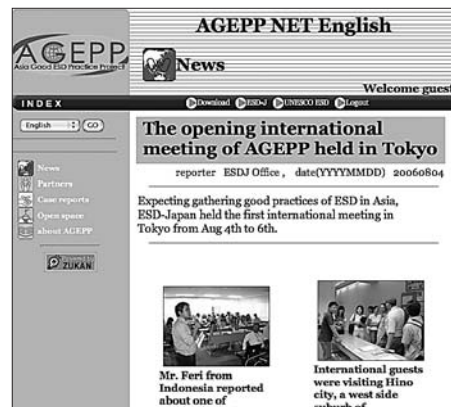 AGEPP NET English
AGEPP
Asia Good ESD Practice Project
News
Welcome guest
INDEX
Download ESD-J UNESCO ESD Logout
English GO
News
Partners
Case reports
Open space
about AGEPP
Powered by
ZUKAN
The opening international
meeting of AGEPP held in Tokyo
reporter ESDJ Office , date(YYYYMMDD) 20060804
Expecting gathering good practices of ESD in Asia,
ESD-Japan held the first international meeting in
Tokyo from Aug 4th to 6th.
Mr. Feri from
Indonesia reported
about one of
International guests
were visiting Hino
city, a west side
suburb of